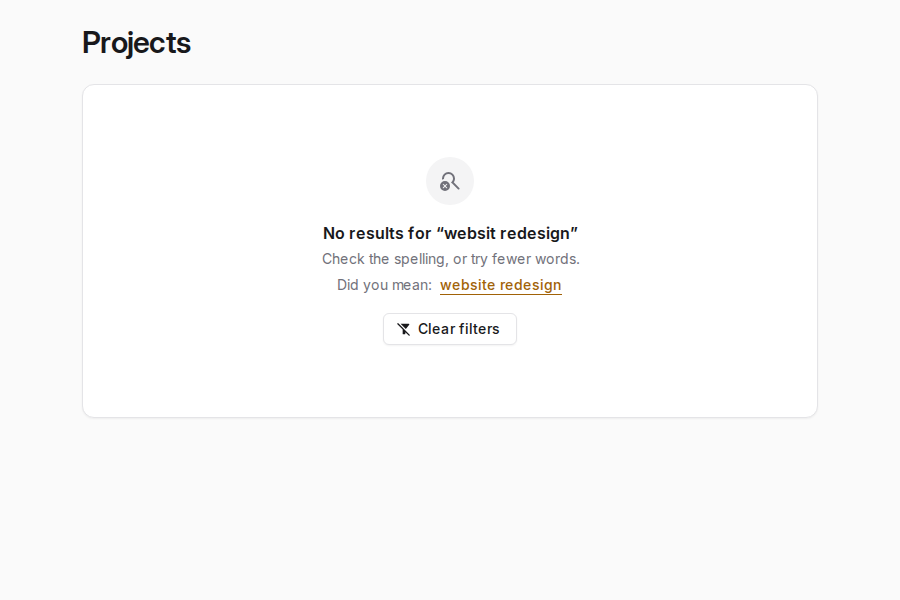 Projects
No results for “websit redesign”
Check the spelling, or try fewer words.
Did you mean: website redesign
Clear filters